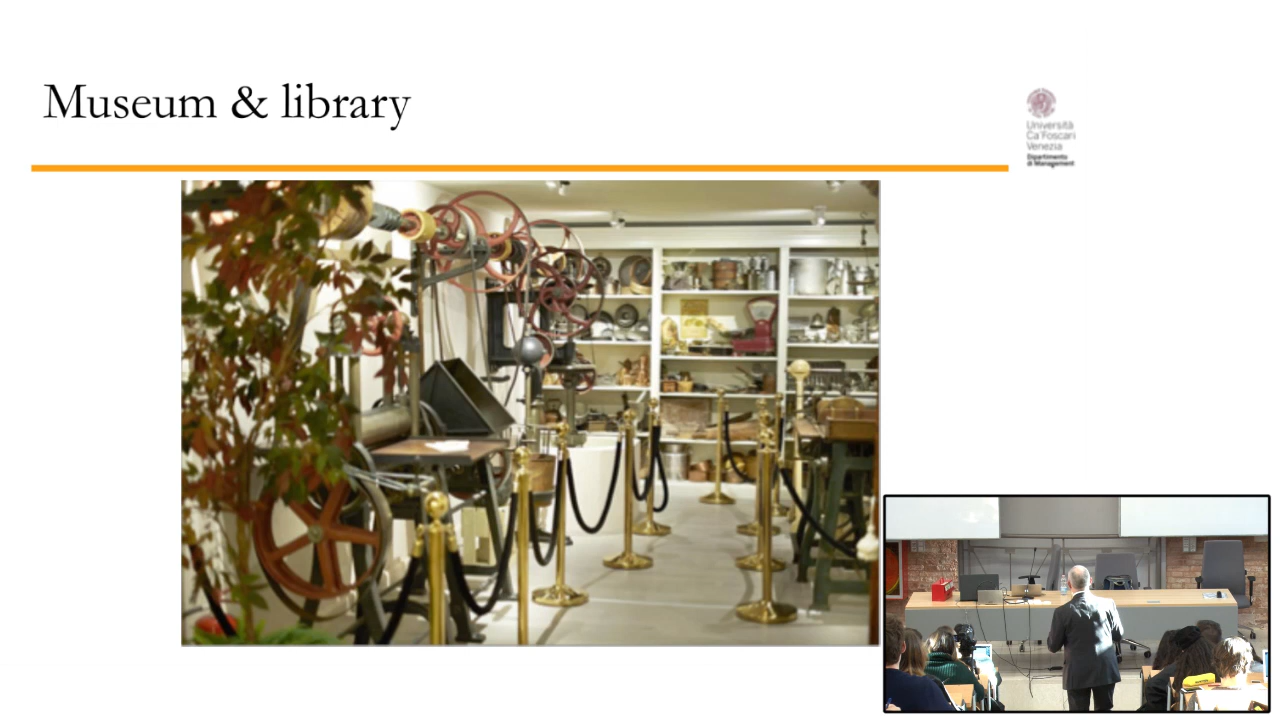 Museum & library
Università
Ca'Foscari
Venezia
Dipartimento
di Management